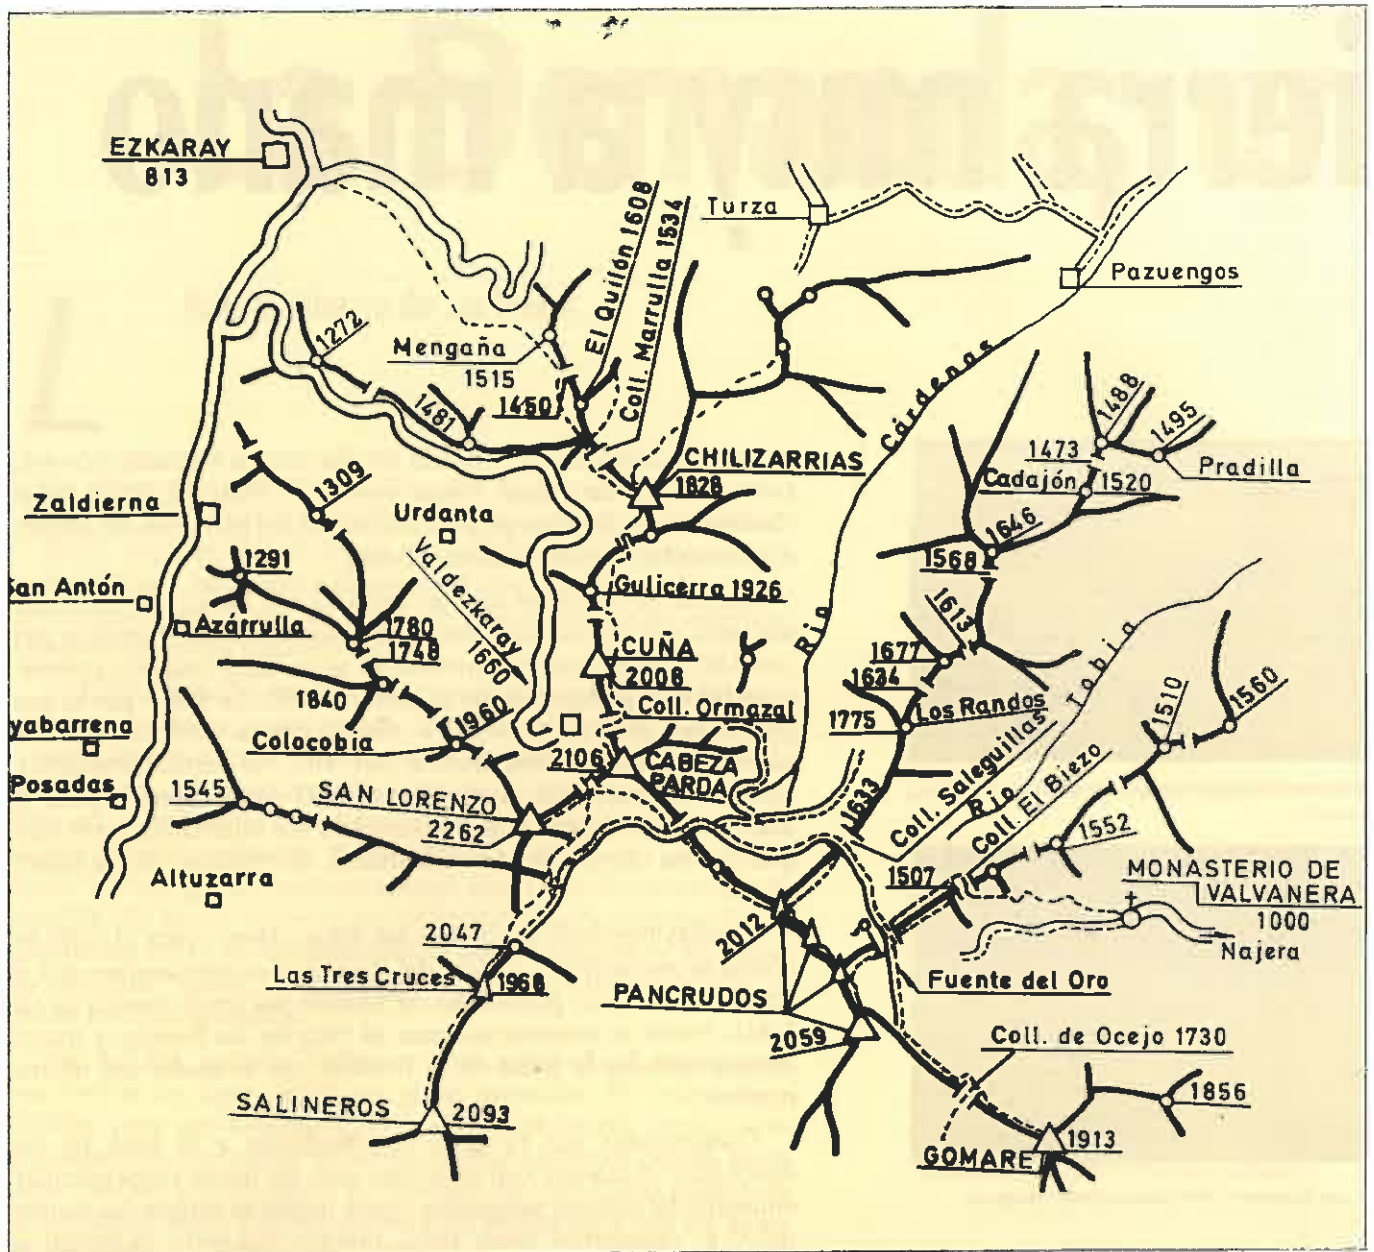 EZKARAY
813
El Quilón 1608
Coll. Marrulla 1534
Turza
Pazuengos
1272
Mengaña
1515
1450
1481
Río Cárdenas
1488
1495
1473
Pradilla
Cadajón
1520
CHILIZARRIAS
1828
1309
Zaldierna
Urdanta
Valdezkaray
1660
1646
1568
1291
Gulicerra 1926
San Antón
Azárrulla
1613
1780
1748
CUÑA
2008
1677
1634
Río Tobia
1840
Coll. Ormazal
1775
Los Randos
1510
1560
Colocobia
1960
yabarrena
2106
CABEZA
PARDA
Posadas
1545
SAN LORENZO
2262
1633
Coll. Saleguillas
Coll. El Biezo
1552
Altuzarra
1507
MONASTERIO DE
VALVANERA
1000
Najera
2012
2047
Las Tres Cruces
1968
PANCRUDOS
Fuente del Oro
2059
Coll. de Ocejo 1730
SALINEROS
2093
1856
1913
GOMARE